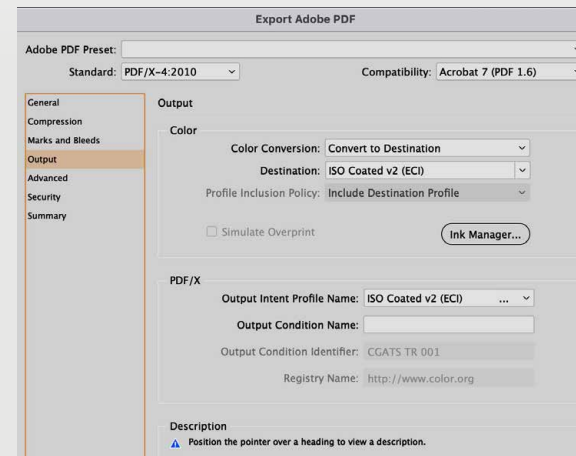 Export Adobe PDF
Adobe PDF Preset:
Standard: PDF/X-4:2010 Compatibility: Acrobat 7 (PDF 1.6)
General
Compression
Marks and Bleeds
Output
Advanced
Security
Summary
Output
Color
Color Conversion: Convert to Destination
Destination: ISO Coated v2 (ECI)
Profile Inclusion Policy: Include Destination Profile
Simulate Overprint
Ink Manager...
PDF/X
Output Intent Profile Name: ISO Coated v2 (ECI) ...
Output Condition Name:
Output Condition Identifier: CGATS TR 001
Registry Name: http://www.color.org
Description
Position the pointer over a heading to view a description.